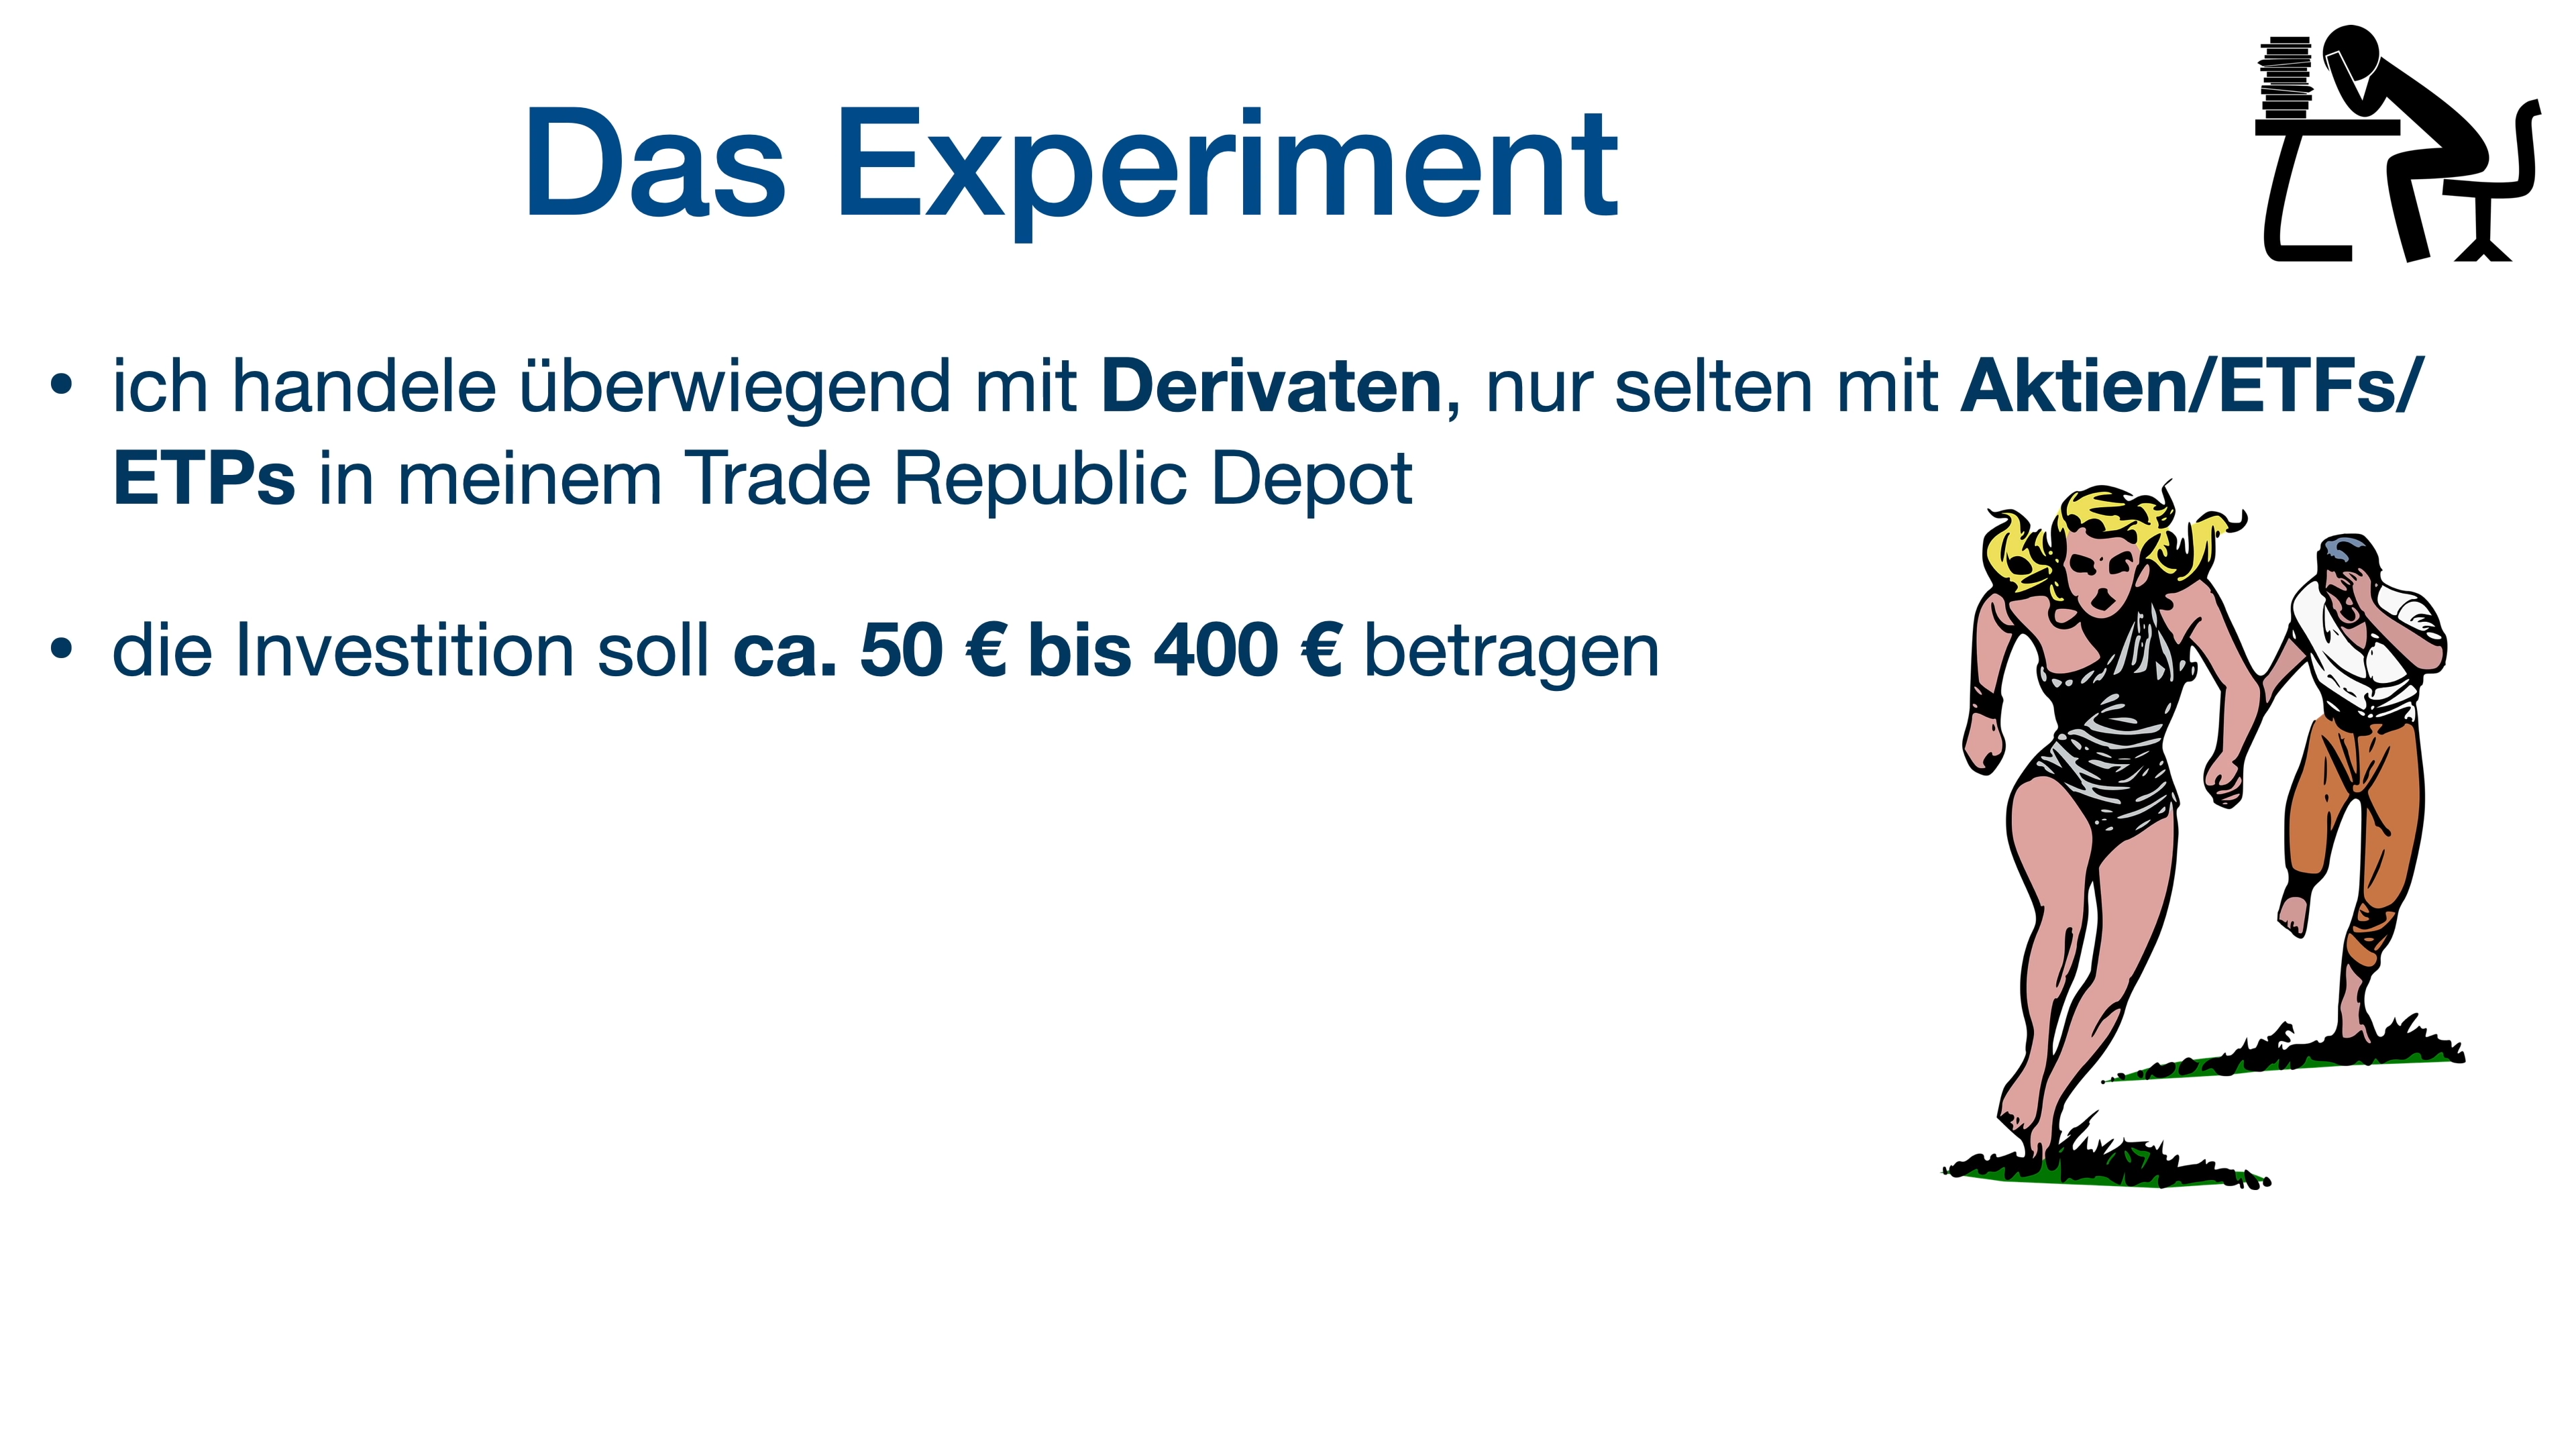 Das Experiment
• ich handele überwiegend mit Derivaten, nur selten mit Aktien/ETFs/
ETPs in meinem Trade Republic Depot
• die Investition soll ca. 50 € bis 400 € betragen